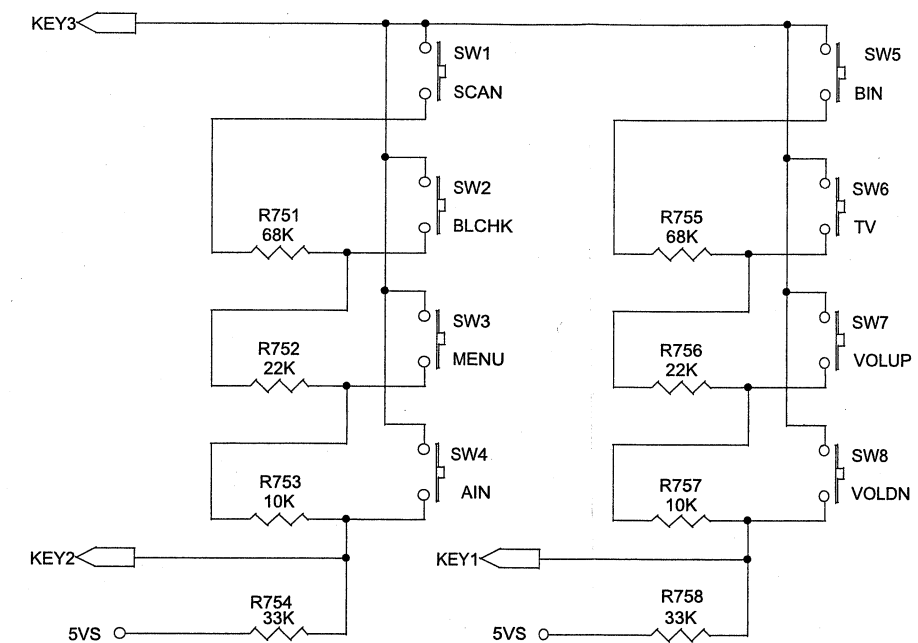 KEY3
SW1
SCAN
SW5
BIN
SW2
BLCHK
SW6
TV
R751
68K
R755
68K
SW3
MENU
SW7
VOLUP
R752
22K
R756
22K
SW4
AIN
SW8
VOLDN
R753
10K
R757
10K
KEY2
KEY1
R754
33K
R758
33K
5VS
5VS